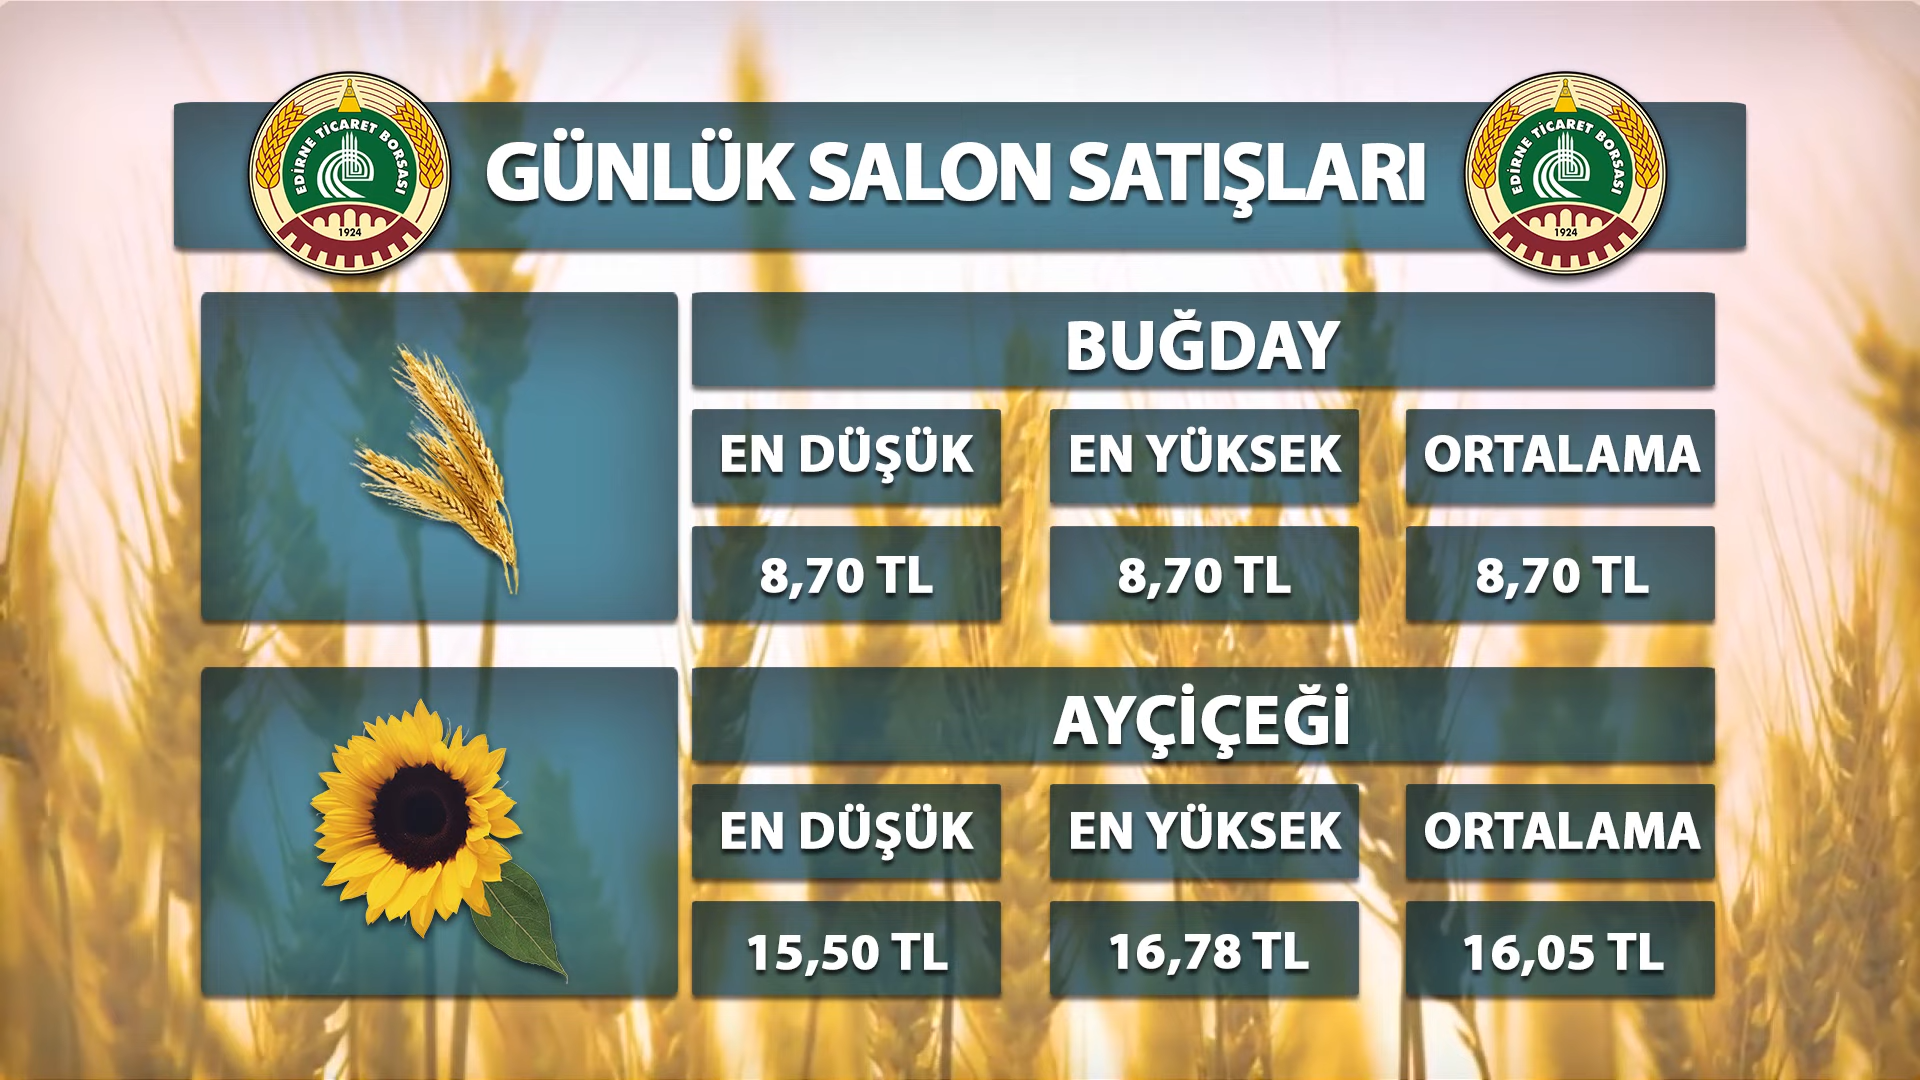 EDİRNE TİCARET BORSASI
1924
GÜNLÜK SALON SATIŞLARI
EDİRNE TİCARET BORSASI
1924
BUĞDAY
EN DÜŞÜK EN YÜKSEK ORTALAMA
8,70 TL 8,70 TL 8,70 TL
AYÇİÇEĞİ
EN DÜŞÜK EN YÜKSEK ORTALAMA
15,50 TL 16,78 TL 16,05 TL